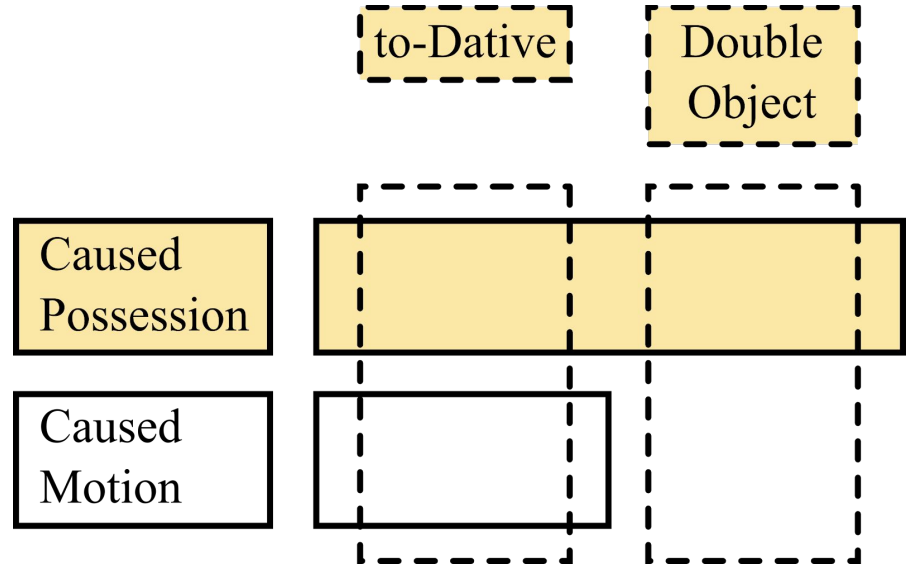 to-Dative
Double
Object
Caused
Possession
Caused
Motion